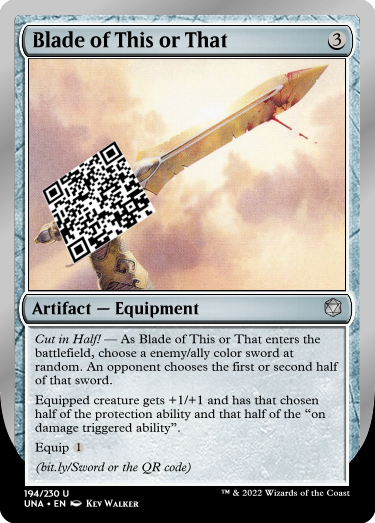 Blade of This or That 3
Artifact — Equipment
Cut in Half! — As Blade of This or That enters the
battlefield, choose a enemy/ally color sword at
random. An opponent chooses the first or second half
of that sword.
Equipped creature gets +1/+1 and has that chosen
half of the protection ability and that half of the “on
damage triggered ability”.
Equip 1
(bit.ly/Sword or the QR code)
194/230 U
UNA • EN Kev Walker
™ & 2022 Wizards of the Coast